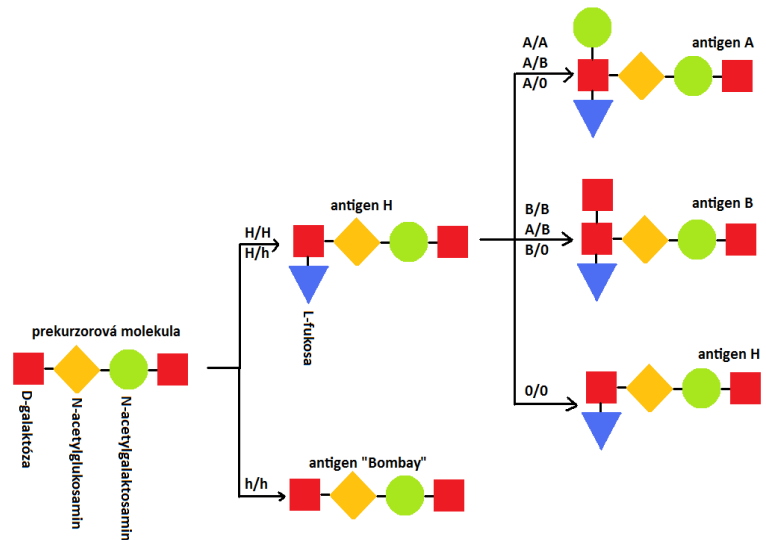 prekurzorová molekula
D-galaktóza
N-acetylglukosamin
N-acetylgalaktosamin
H/H
H/h
antigen H
L-fukosa
h/h
antigen "Bombay"
A/A
A/B
A/0
antigen A
B/B
A/B
B/0
antigen B
0/0
antigen H